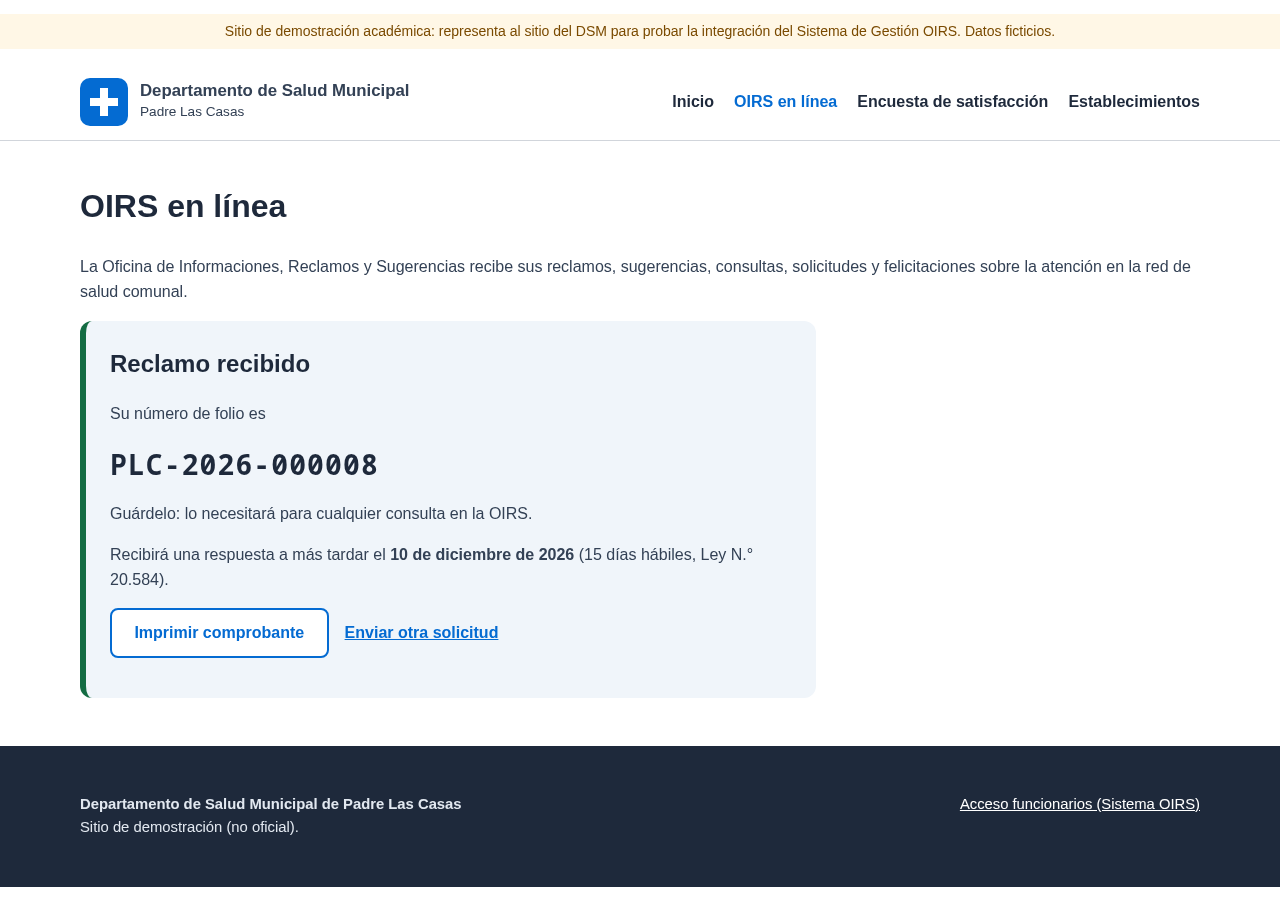 Sitio de demostración académica: representa al sitio del DSM para probar la integración del Sistema de Gestión OIRS. Datos ficticios.
Departamento de Salud Municipal
Padre Las Casas
Inicio
OIRS en línea
Encuesta de satisfacción
Establecimientos
OIRS en línea
La Oficina de Informaciones, Reclamos y Sugerencias recibe sus reclamos, sugerencias, consultas, solicitudes y felicitaciones sobre la atención en la red de
salud comunal.
Reclamo recibido
Su número de folio es
PLC-2026-000008
Guárdelo: lo necesitará para cualquier consulta en la OIRS.
Recibirá una respuesta a más tardar el 10 de diciembre de 2026 (15 días hábiles, Ley N.°
20.584).
Imprimir comprobante
Enviar otra solicitud
Departamento de Salud Municipal de Padre Las Casas
Sitio de demostración (no oficial).
Acceso funcionarios (Sistema OIRS)